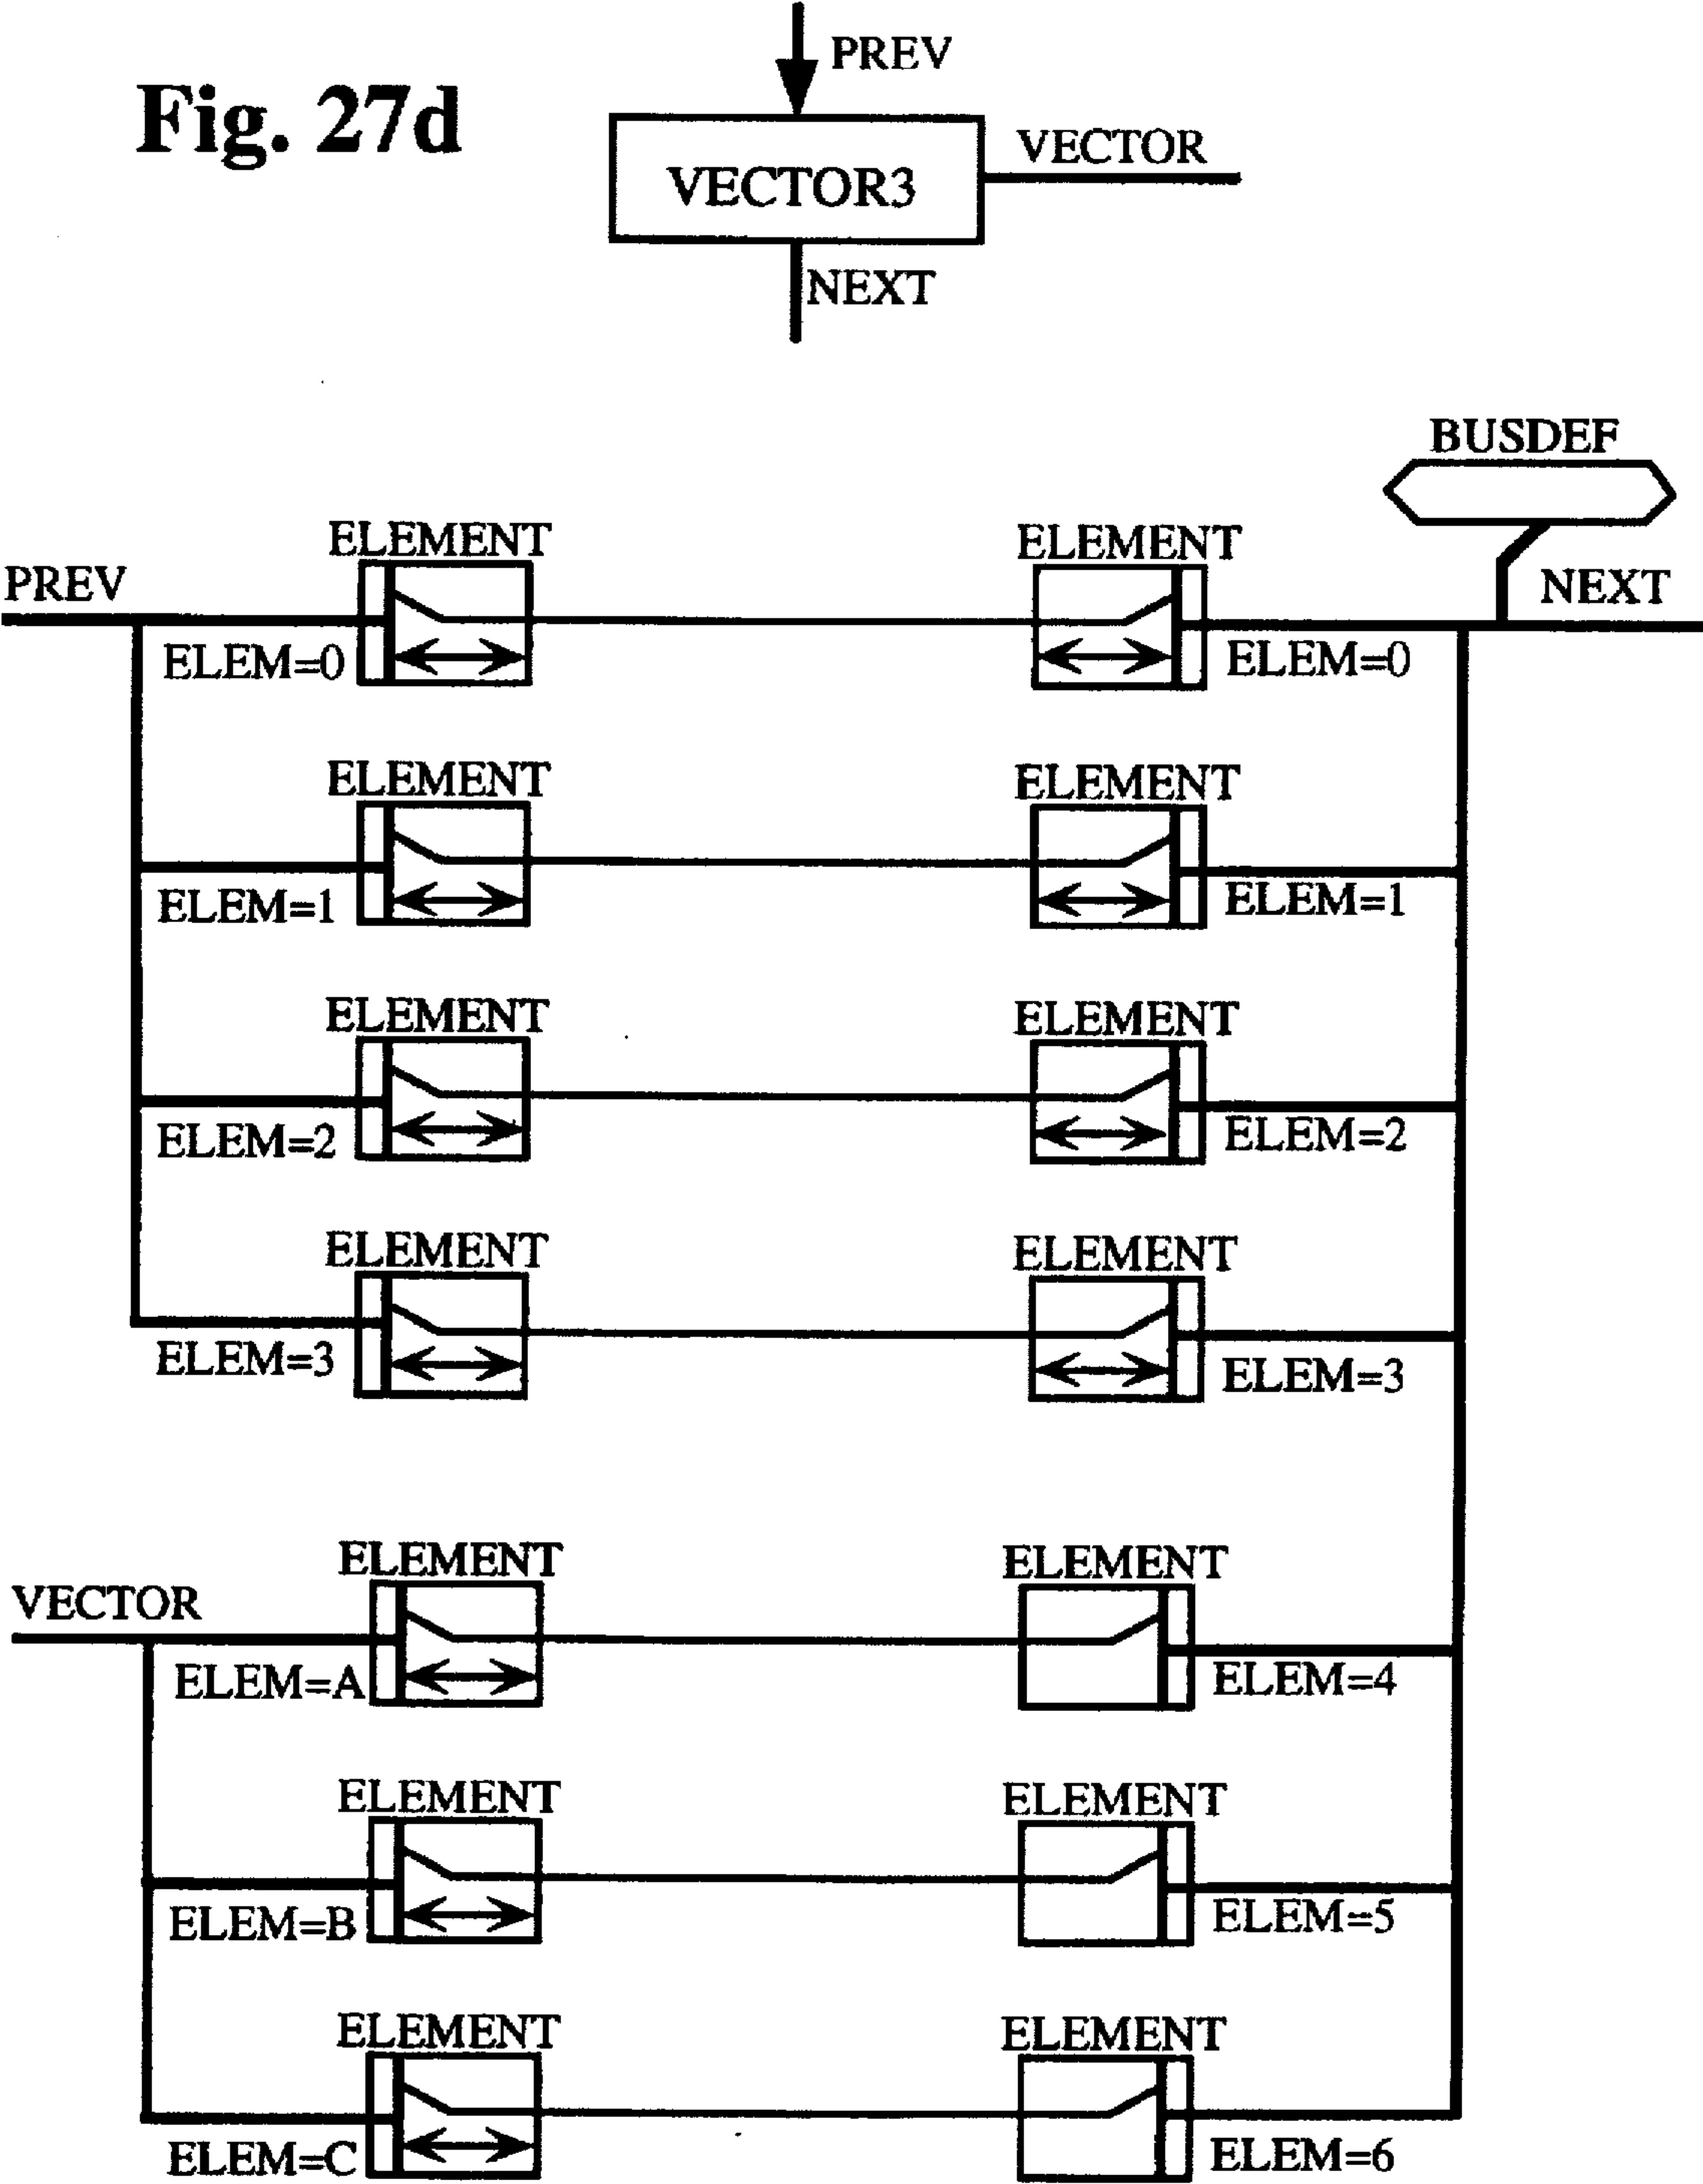 PREV
Fig. 27d
VECTOR
VECTOR3
NEXT
BUSDEF
ELEMENT
ELEMENT
PREV
NEXT
ELEM=0
ELEM=0
ELEMENT
ELEMENT
ELEM=1
ELEM=1
ELEMENT
ELEMENT
ELEM=2
ELEM=2
ELEMENT
ELEMENT
ELEM=3
ELEM=3
ELEMENT
ELEMENT
VECTOR
ELEM=A
ELEM=4
ELEMENT
ELEMENT
ELEM=B
ELEM=5
ELEMENT
ELEMENT
ELEM=C
ELEM=6